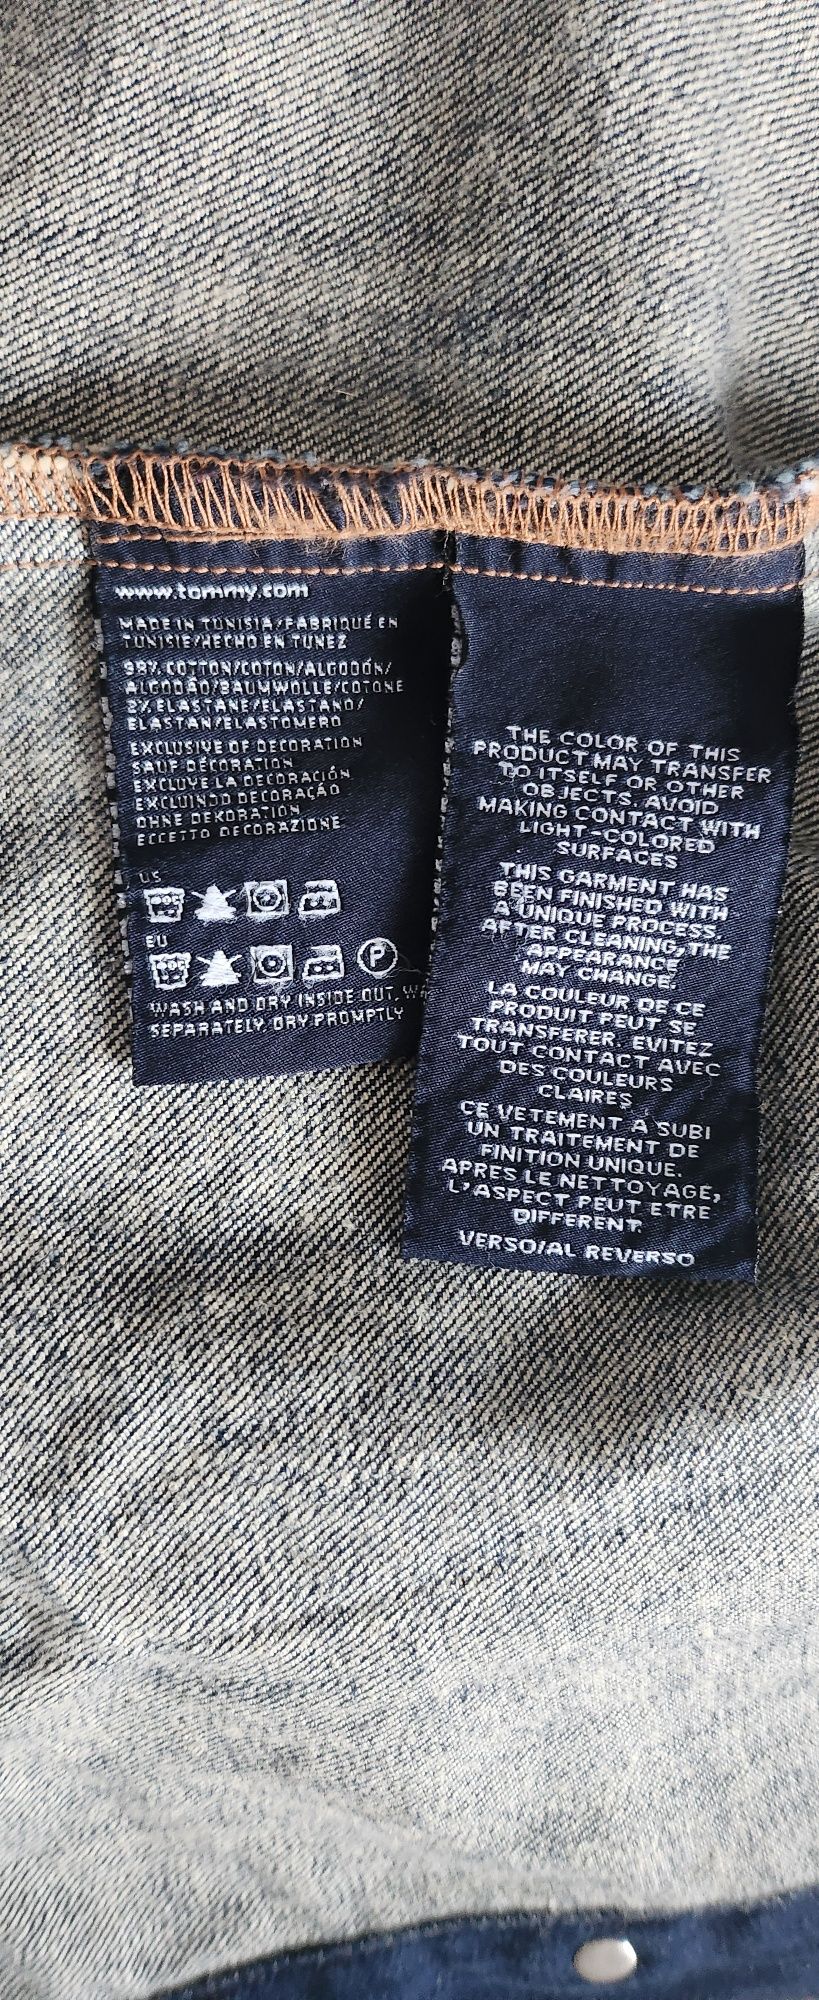 www.tommy.com
MADE IN TUNISIA/FABRIQUÉ EN
TUNISIE/HECHO EN TUNEZ
98% COTTON/COTON/ALGODÓN/
ALGODÃO/BAUMWOLLE/COTONE
2% ELASTANE/ELASTANO/
ELASTAN/ELASTOMERO
EXCLUSIVE OF DECORATION
SAUF DÉCORATION
EXCLUYE LA DECORACIÓN
EXCLUINDO DECORAÇÃO
OHNE DEKORATION
ECCETTO DECORAZIONE
US
EU
P
WASH AND DRY INSIDE OUT,
SEPARATELY, DRY PROMPTLY
THE COLOR OF THIS
PRODUCT MAY TRANSFER
TO ITSELF OR OTHER
OBJECTS. AVOID
MAKING CONTACT WITH
LIGHT-COLORED
SURFACES
THIS GARMENT HAS
BEEN FINISHED WITH
A UNIQUE PROCESS.
AFTER CLEANING, THE
APPEARANCE
MAY CHANGE.
LA COULEUR DE CE
PRODUIT PEUT SE
TRANSFERER. EVITEZ
TOUT CONTACT AVEC
DES COULEURS
CLAIRES
CE VETEMENT A SUBI
UN TRAITEMENT DE
FINITION UNIQUE.
APRES LE NETTOYAGE,
L'ASPECT PEUT ETRE
DIFFERENT.
VERSO/AL REVERSO